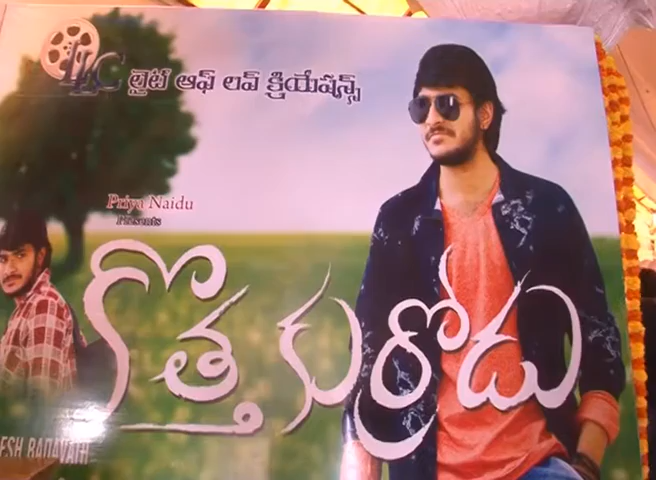 LLC లైట్ ఆఫ్ లవ్ క్రియేషన్స్
Priya Naidu
Presents
కొత్త కుర్రోడు